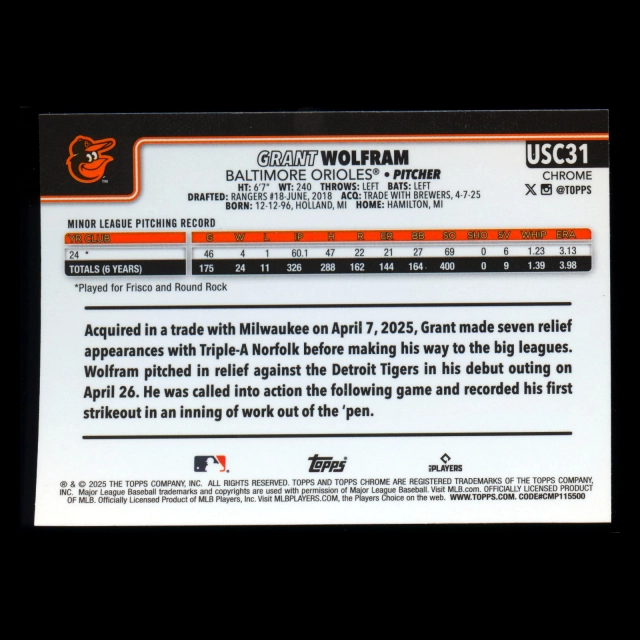 GRANT WOLFRAM
USC31
BALTIMORE ORIOLES® • PITCHER
CHROME
HT: 6'7" WT: 240 THROWS: LEFT BATS: LEFT
@TOPPS
DRAFTED: RANGERS #18-JUNE, 2018 ACQ: TRADE WITH BREWERS, 4-7-25
BORN: 12-12-96, HOLLAND, MI HOME: HAMILTON, MI
MINOR LEAGUE PITCHING RECORD
YR CLUB G W L IP H R ER BB SO SHO SV WHIP ERA
24 * 46 4 1 60.1 47 22 21 27 69 0 6 1.23 3.13
TOTALS (6 YEARS) 175 24 11 326 288 162 144 164 400 0 9 1.39 3.98
*Played for Frisco and Round Rock
Acquired in a trade with Milwaukee on April 7, 2025, Grant made seven relief
appearances with Triple-A Norfolk before making his way to the big leagues.
Wolfram pitched in relief against the Detroit Tigers in his debut outing on
April 26. He was called into action the following game and recorded his first
strikeout in an inning of work out of the 'pen.
Topps
PLAYERS
® & © 2025 THE TOPPS COMPANY, INC. ALL RIGHTS RESERVED. TOPPS AND TOPPS CHROME ARE REGISTERED TRADEMARKS OF THE TOPPS COMPANY,
INC. Major League Baseball trademarks and copyrights are used with permission of Major League Baseball. Visit MLB.com. OFFICIALLY LICENSED PRODUCT
OF MLB. Officially Licensed Product of MLB Players, Inc. Visit MLBPLAYERS.COM, the Players Choice on the web. WWW.TOPPS.COM. CODE#CMP115500